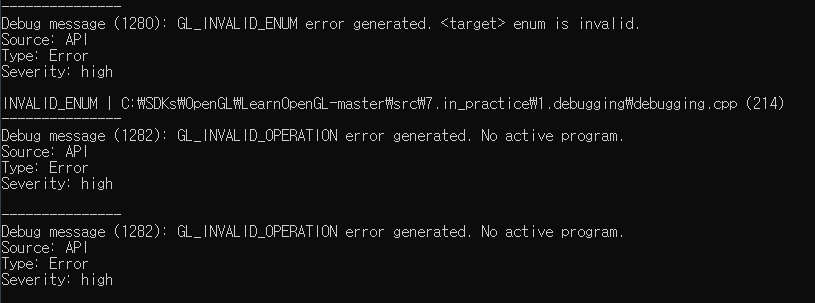 ---------------
Debug message (1280): GL_INVALID_ENUM error generated. <target> enum is invalid.
Source: API
Type: Error
Severity: high
INVALID_ENUM | C:₩SDKs₩OpenGL₩LearnOpenGL-master₩src₩7.in_practice₩1.debugging₩debugging.cpp (214)
---------------
Debug message (1282): GL_INVALID_OPERATION error generated. No active program.
Source: API
Type: Error
Severity: high
---------------
Debug message (1282): GL_INVALID_OPERATION error generated. No active program.
Source: API
Type: Error
Severity: high